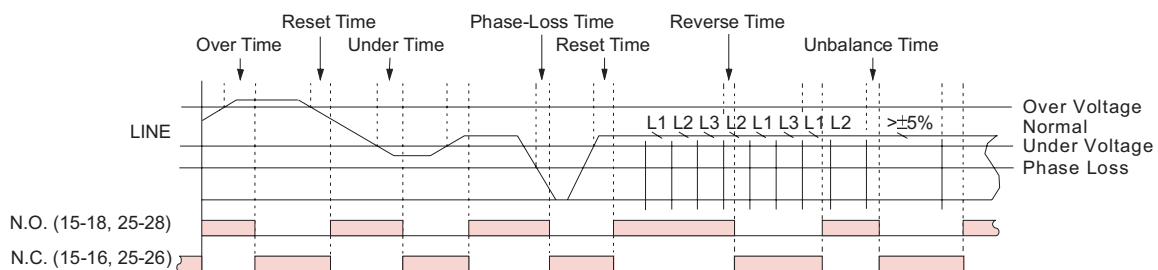 Reset Time
Phase-Loss Time
Reverse Time
Over Time
Under Time
Reset Time
Unbalance Time
LINE
L1 L2 L3 L2 L1 L3 L1 L2
>±5%
Over Voltage
Normal
Under Voltage
Phase Loss
N.O. (15-18, 25-28)
N.C. (15-16, 25-26)